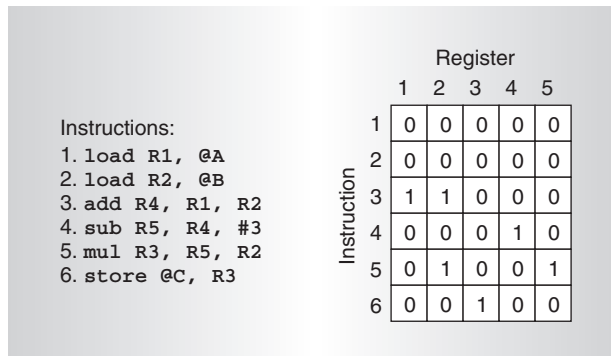 Instructions:
1. load R1, @A
2. load R2, @B
3. add R4, R1, R2
4. sub R5, R4, #3
5. mul R3, R5, R2
6. store @C, R3
Register
1 2 3 4 5
Instruction
1 0 0 0 0 0
2 0 0 0 0 0
3 1 1 0 0 0
4 0 0 0 1 0
5 0 1 0 0 1
6 0 0 1 0 0